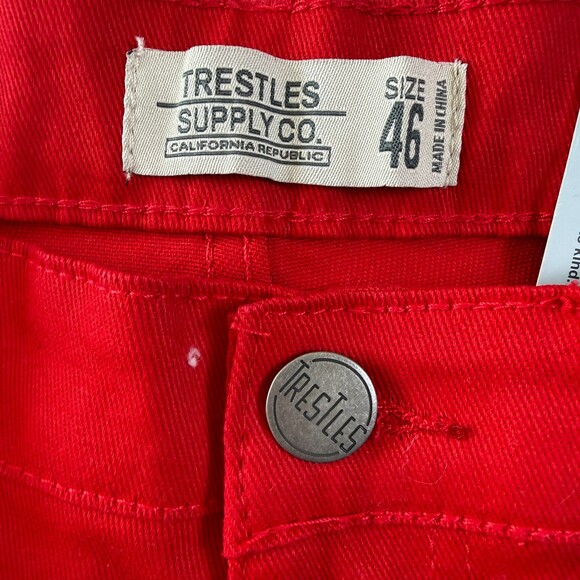 TRESTLES
SUPPLY CO.
CALIFORNIA REPUBLIC
SIZE
46
MADE IN CHINA
TRESTLES